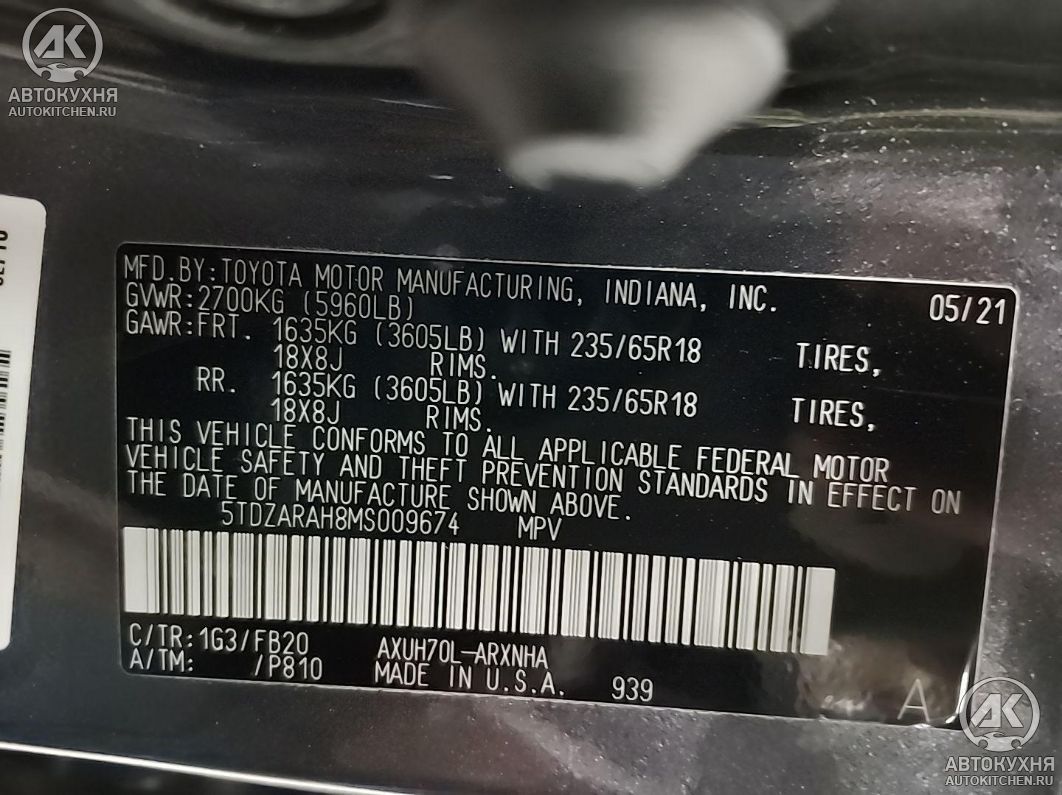 АК
АВТОКУХНЯ
AUTOKITCHEN.RU
MFD.BY:TOYOTA MOTOR MANUFACTURING, INDIANA, INC. 05/21
GVWR:2700KG (5960LB)
GAWR:FRT. 1635KG (3605LB) WITH 235/65R18 TIRES,
18X8J RIMS.
RR. 1635KG (3605LB) WITH 235/65R18 TIRES,
18X8J RIMS.
THIS VEHICLE CONFORMS TO ALL APPLICABLE FEDERAL MOTOR
VEHICLE SAFETY AND THEFT PREVENTION STANDARDS IN EFFECT ON
THE DATE OF MANUFACTURE SHOWN ABOVE.
5TDZARAH8MS009674 MPV
C/TR:1G3/FB20 AXUH70L-ARXNHA
A/TM: /P810 MADE IN U.S.A. 939
A
АК
АВТОКУХНЯ
AUTOKITCHEN.RU